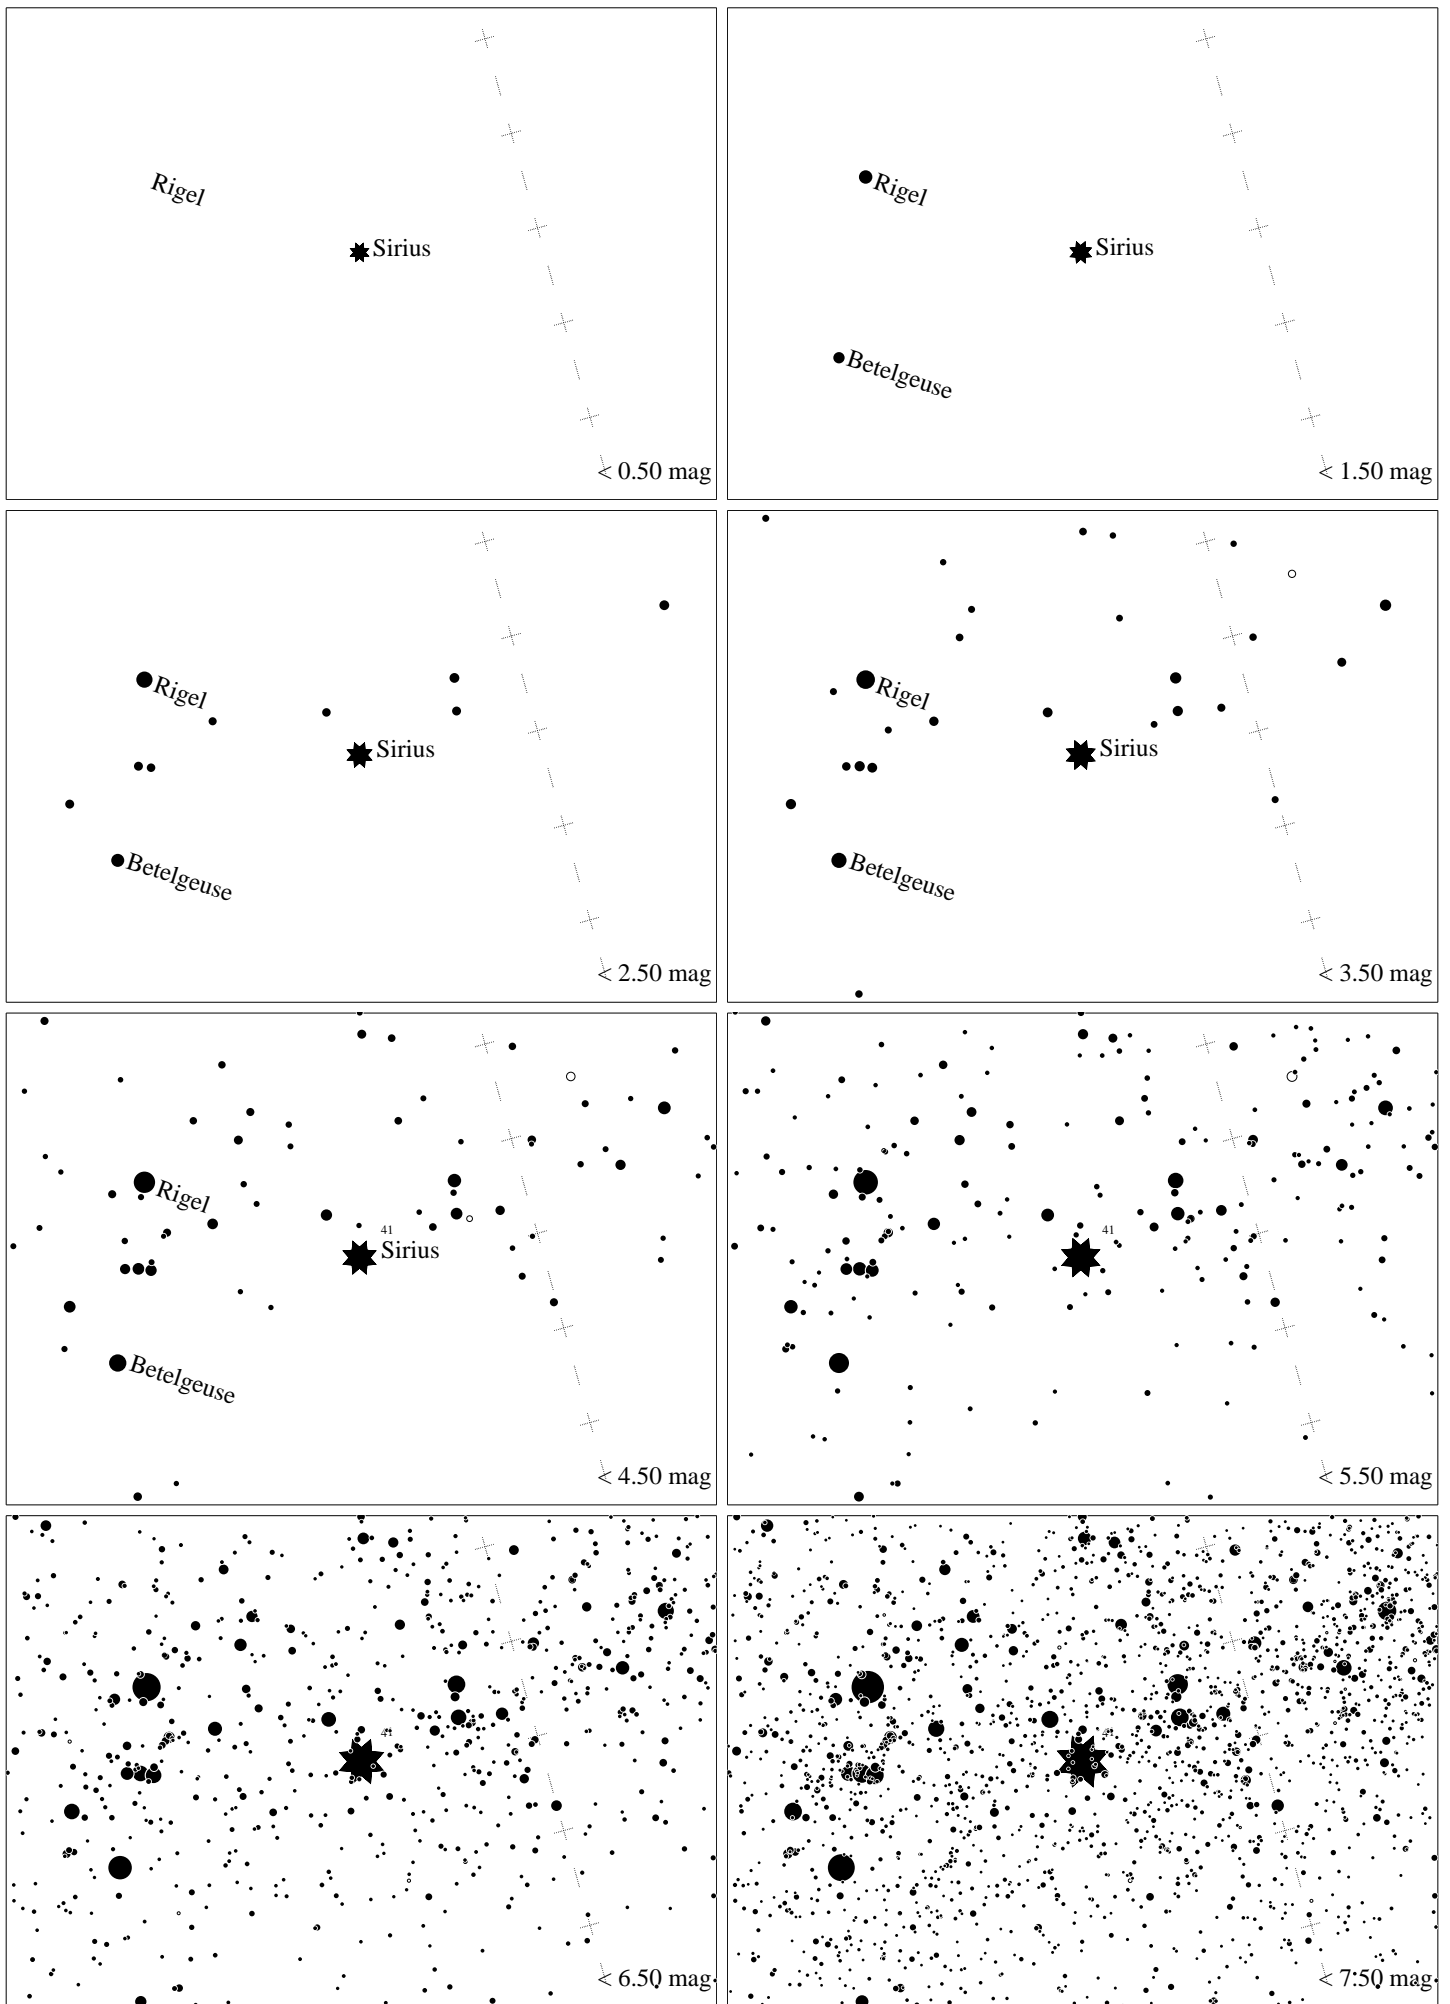 Rigel
Sirius
< 0.50 mag
Rigel
Sirius
Betelgeuse
< 1.50 mag
Rigel
Sirius
Betelgeuse
< 2.50 mag
Rigel
Sirius
Betelgeuse
< 3.50 mag
Rigel
41
Sirius
Betelgeuse
< 4.50 mag
41
< 5.50 mag
41
< 6.50 mag
< 7.50 mag